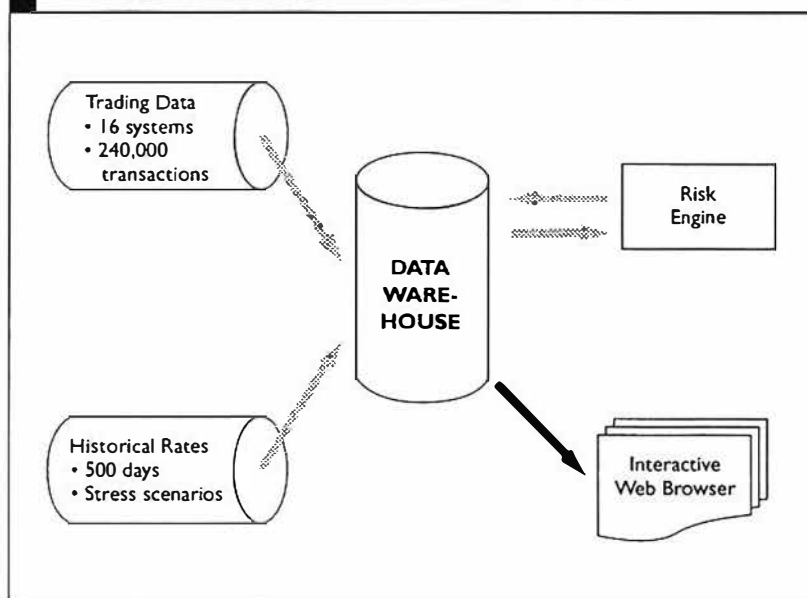 Trading Data
• 16 systems
• 240,000
transactions
Risk
Engine
DATA
WARE-
HOUSE
Historical Rates
• 500 days
• Stress scenarios
Interactive
Web Browser